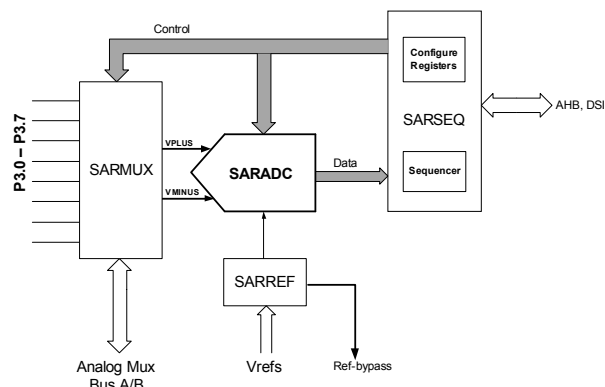 Control
Configure
Registers
AHB, DSI
SARSEQ
P3.0 – P3.7
VPLUS
SARMUX
SARADC
Data
Sequencer
VMINUS
SARREF
Analog Mux
Bus A/B
Vrefs
Ref-bypass